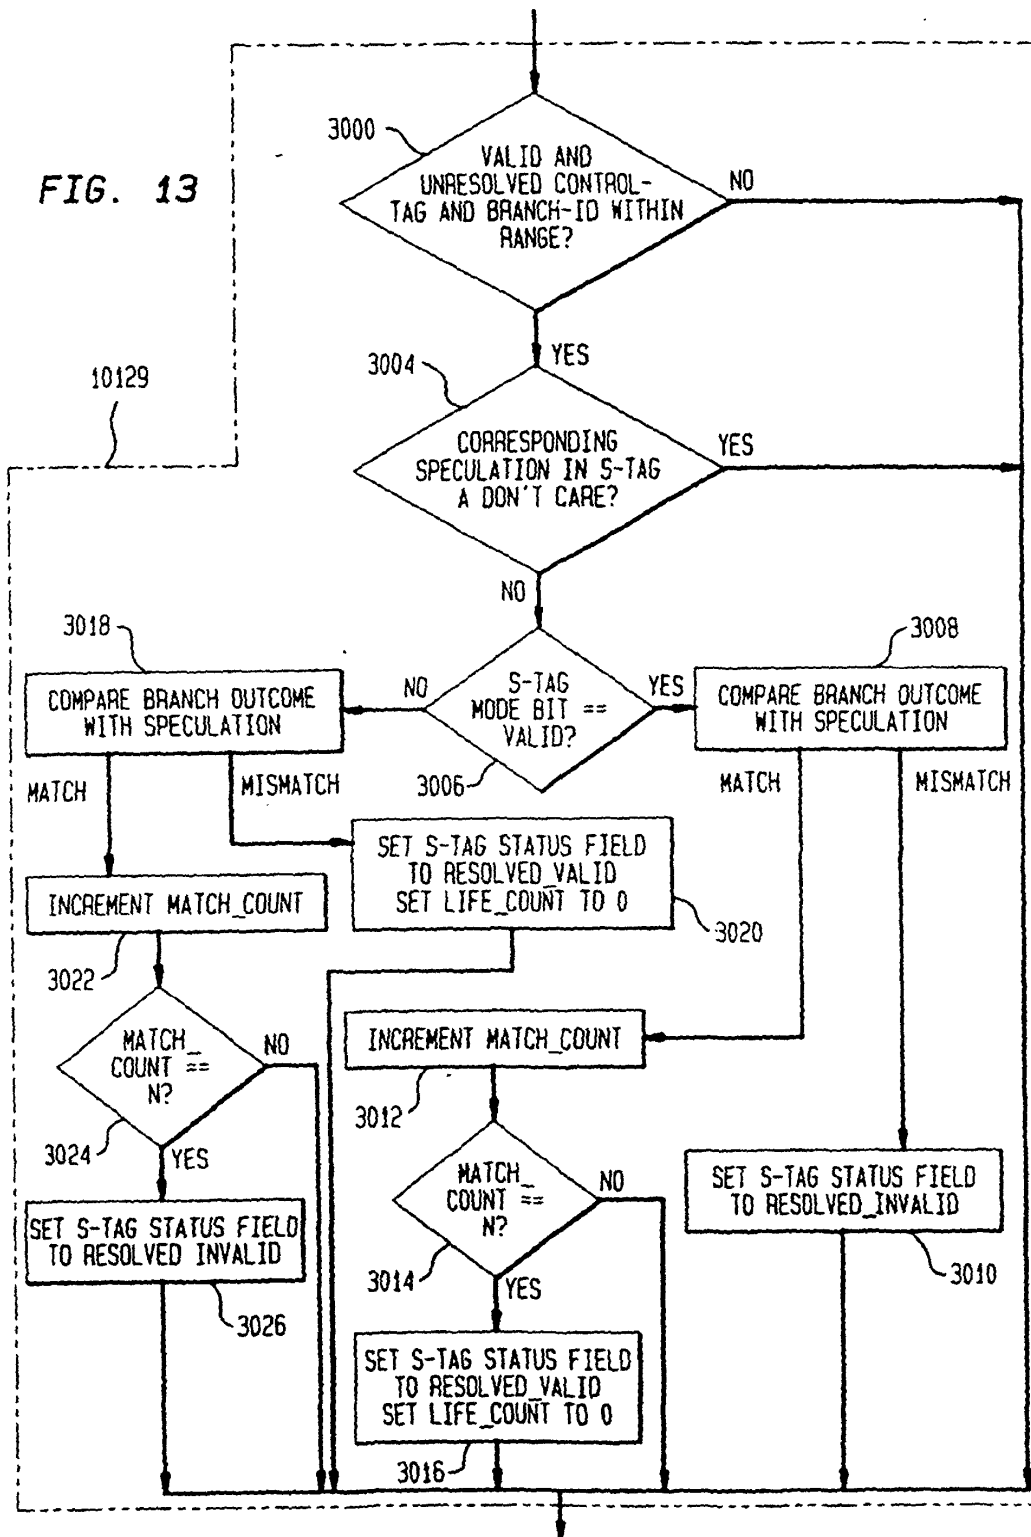 FIG. 13
3000
VALID AND
UNRESOLVED CONTROL-
TAG AND BRANCH-ID WITHIN
RANGE?
NO
YES
10129
3004
CORRESPONDING
SPECULATION IN S-TAG
A DON'T CARE?
YES
NO
3018
3008
COMPARE BRANCH OUTCOME
WITH SPECULATION
NO
S-TAG
MODE BIT ==
VALID?
YES
COMPARE BRANCH OUTCOME
WITH SPECULATION
3006
MATCH
MISMATCH
MATCH
MISMATCH
SET S-TAG STATUS FIELD
TO RESOLVED_VALID
SET LIFE_COUNT TO 0
3020
INCREMENT MATCH_COUNT
3022
MATCH_
COUNT ==
N?
NO
3024
YES
INCREMENT MATCH_COUNT
3012
MATCH_
COUNT ==
N?
NO
3014
YES
SET S-TAG STATUS FIELD
TO RESOLVED_INVALID
3010
SET S-TAG STATUS FIELD
TO RESOLVED INVALID
3026
SET S-TAG STATUS FIELD
TO RESOLVED_VALID
SET LIFE_COUNT TO 0
3016